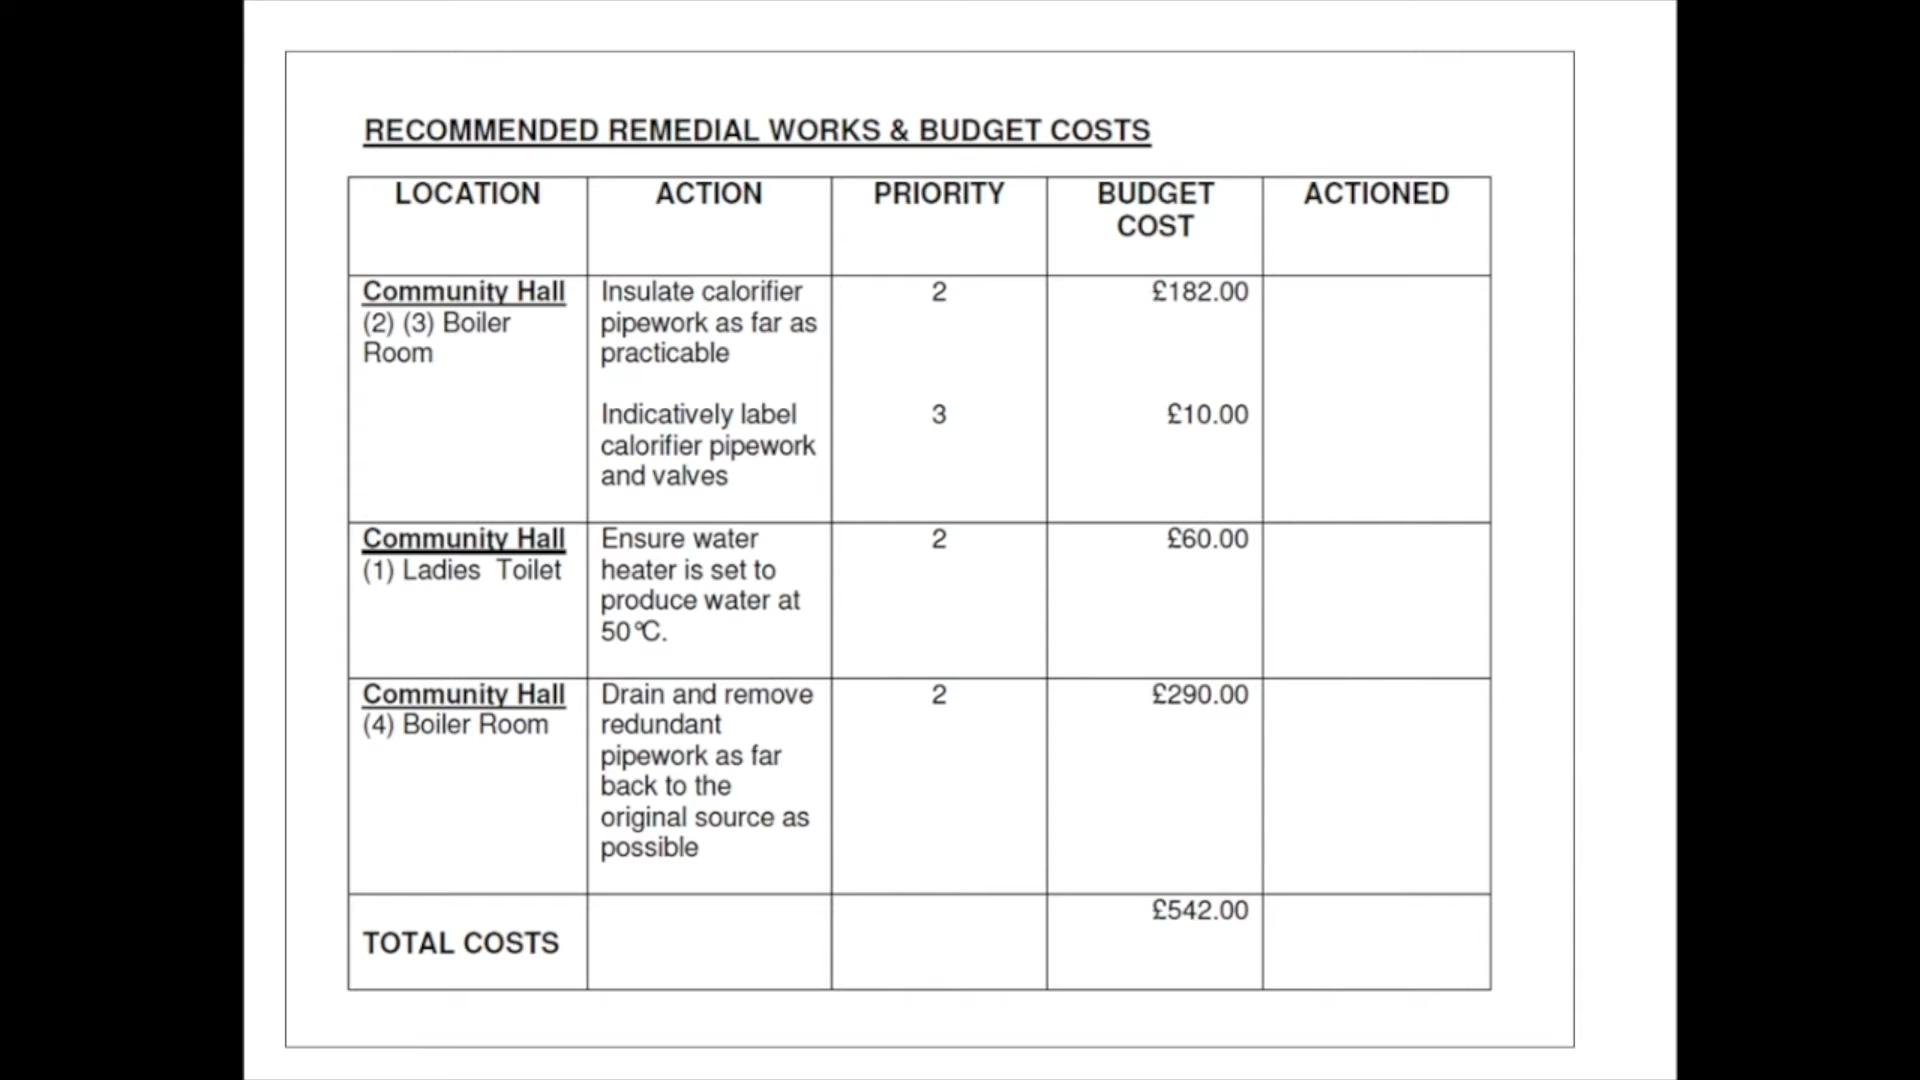 RECOMMENDED REMEDIAL WORKS & BUDGET COSTS
LOCATION ACTION PRIORITY BUDGET COST ACTIONED
Community Hall
(2) (3) Boiler
Room
Insulate calorifier
pipework as far as
practicable
2
£182.00
Indicatively label
calorifier pipework
and valves
3
£10.00
Community Hall
(1) Ladies Toilet
Ensure water
heater is set to
produce water at
50°C.
2
£60.00
Community Hall
(4) Boiler Room
Drain and remove
redundant
pipework as far
back to the
original source as
possible
2
£290.00
TOTAL COSTS
£542.00